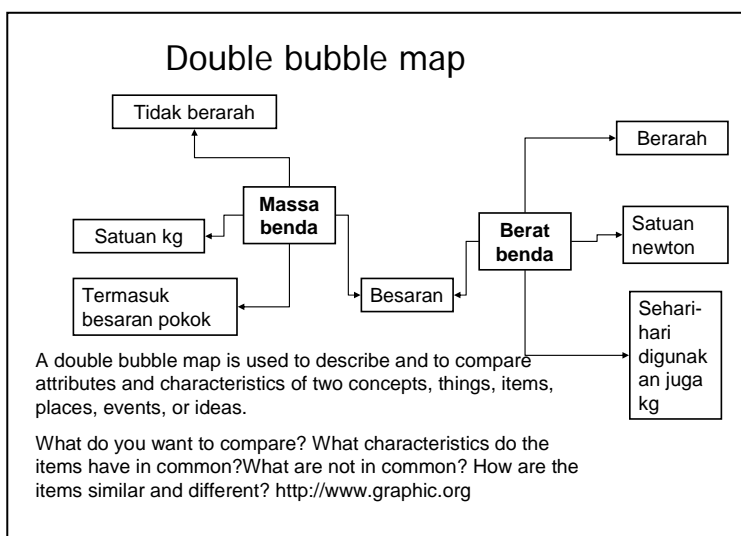 Double bubble map
Tidak berarah
Berarah
Massa
benda
Berat
benda
Satuan kg
Satuan
newton
Termasuk
besaran pokok
Besaran
Sehari-
hari
digunak
an juga
kg
A double bubble map is used to describe and to compare
attributes and characteristics of two concepts, things, items,
places, events, or ideas.
What do you want to compare? What characteristics do the
items have in common?What are not in common? How are the
items similar and different? http://www.graphic.org